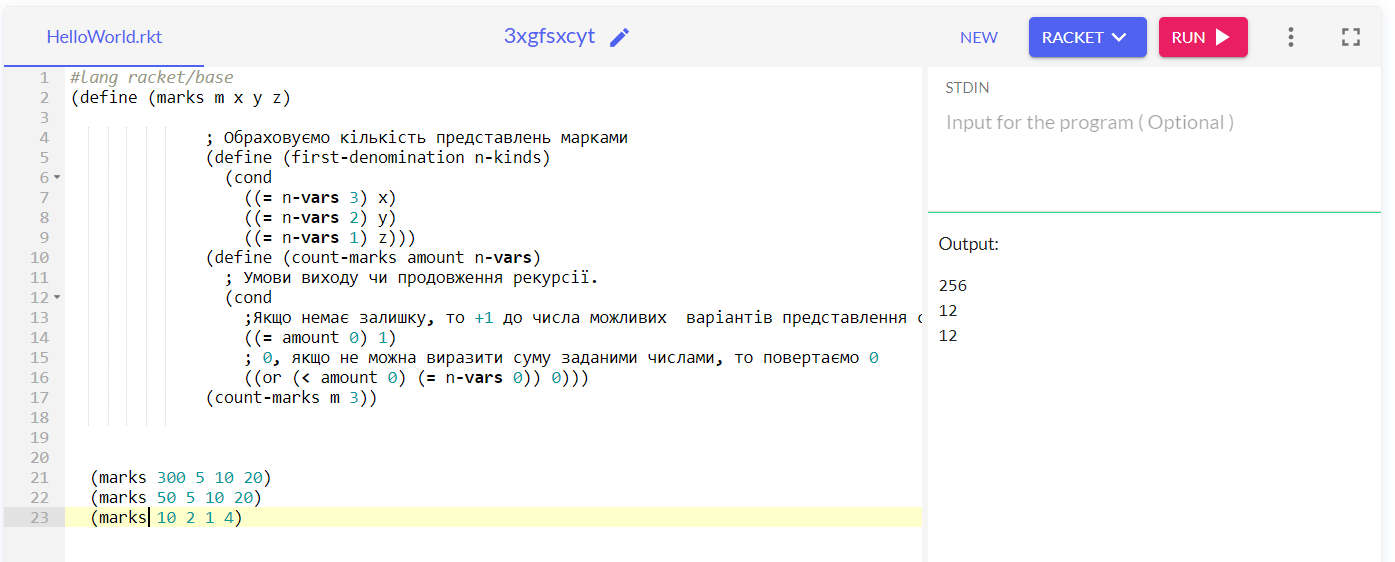 HelloWorld.rkt 3xgfsxcyt NEW RACKET RUN
1 #lang racket/base
2 (define (marks m x y z)
3
4 ; Обраховуємо кількість представлень марками
5 (define (first-denomination n-kinds)
6 (cond
7 ((= n-vars 3) x)
8 ((= n-vars 2) y)
9 ((= n-vars 1) z)))
10 (define (count-marks amount n-vars)
11 ; Умови виходу чи продовження рекурсії.
12 (cond
13 ;Якщо немає залишку, то +1 до числа можливих варіантів представлення
14 ((= amount 0) 1)
15 ; 0, якщо не можна виразити суму заданими числами, то повертаємо 0
16 ((or (< amount 0) (= n-vars 0)) 0)))
17 (count-marks m 3))
18
19
20
21 (marks 300 5 10 20)
22 (marks 50 5 10 20)
23 (marks 10 2 1 4)
STDIN
Input for the program ( Optional )
Output:
256
12
12